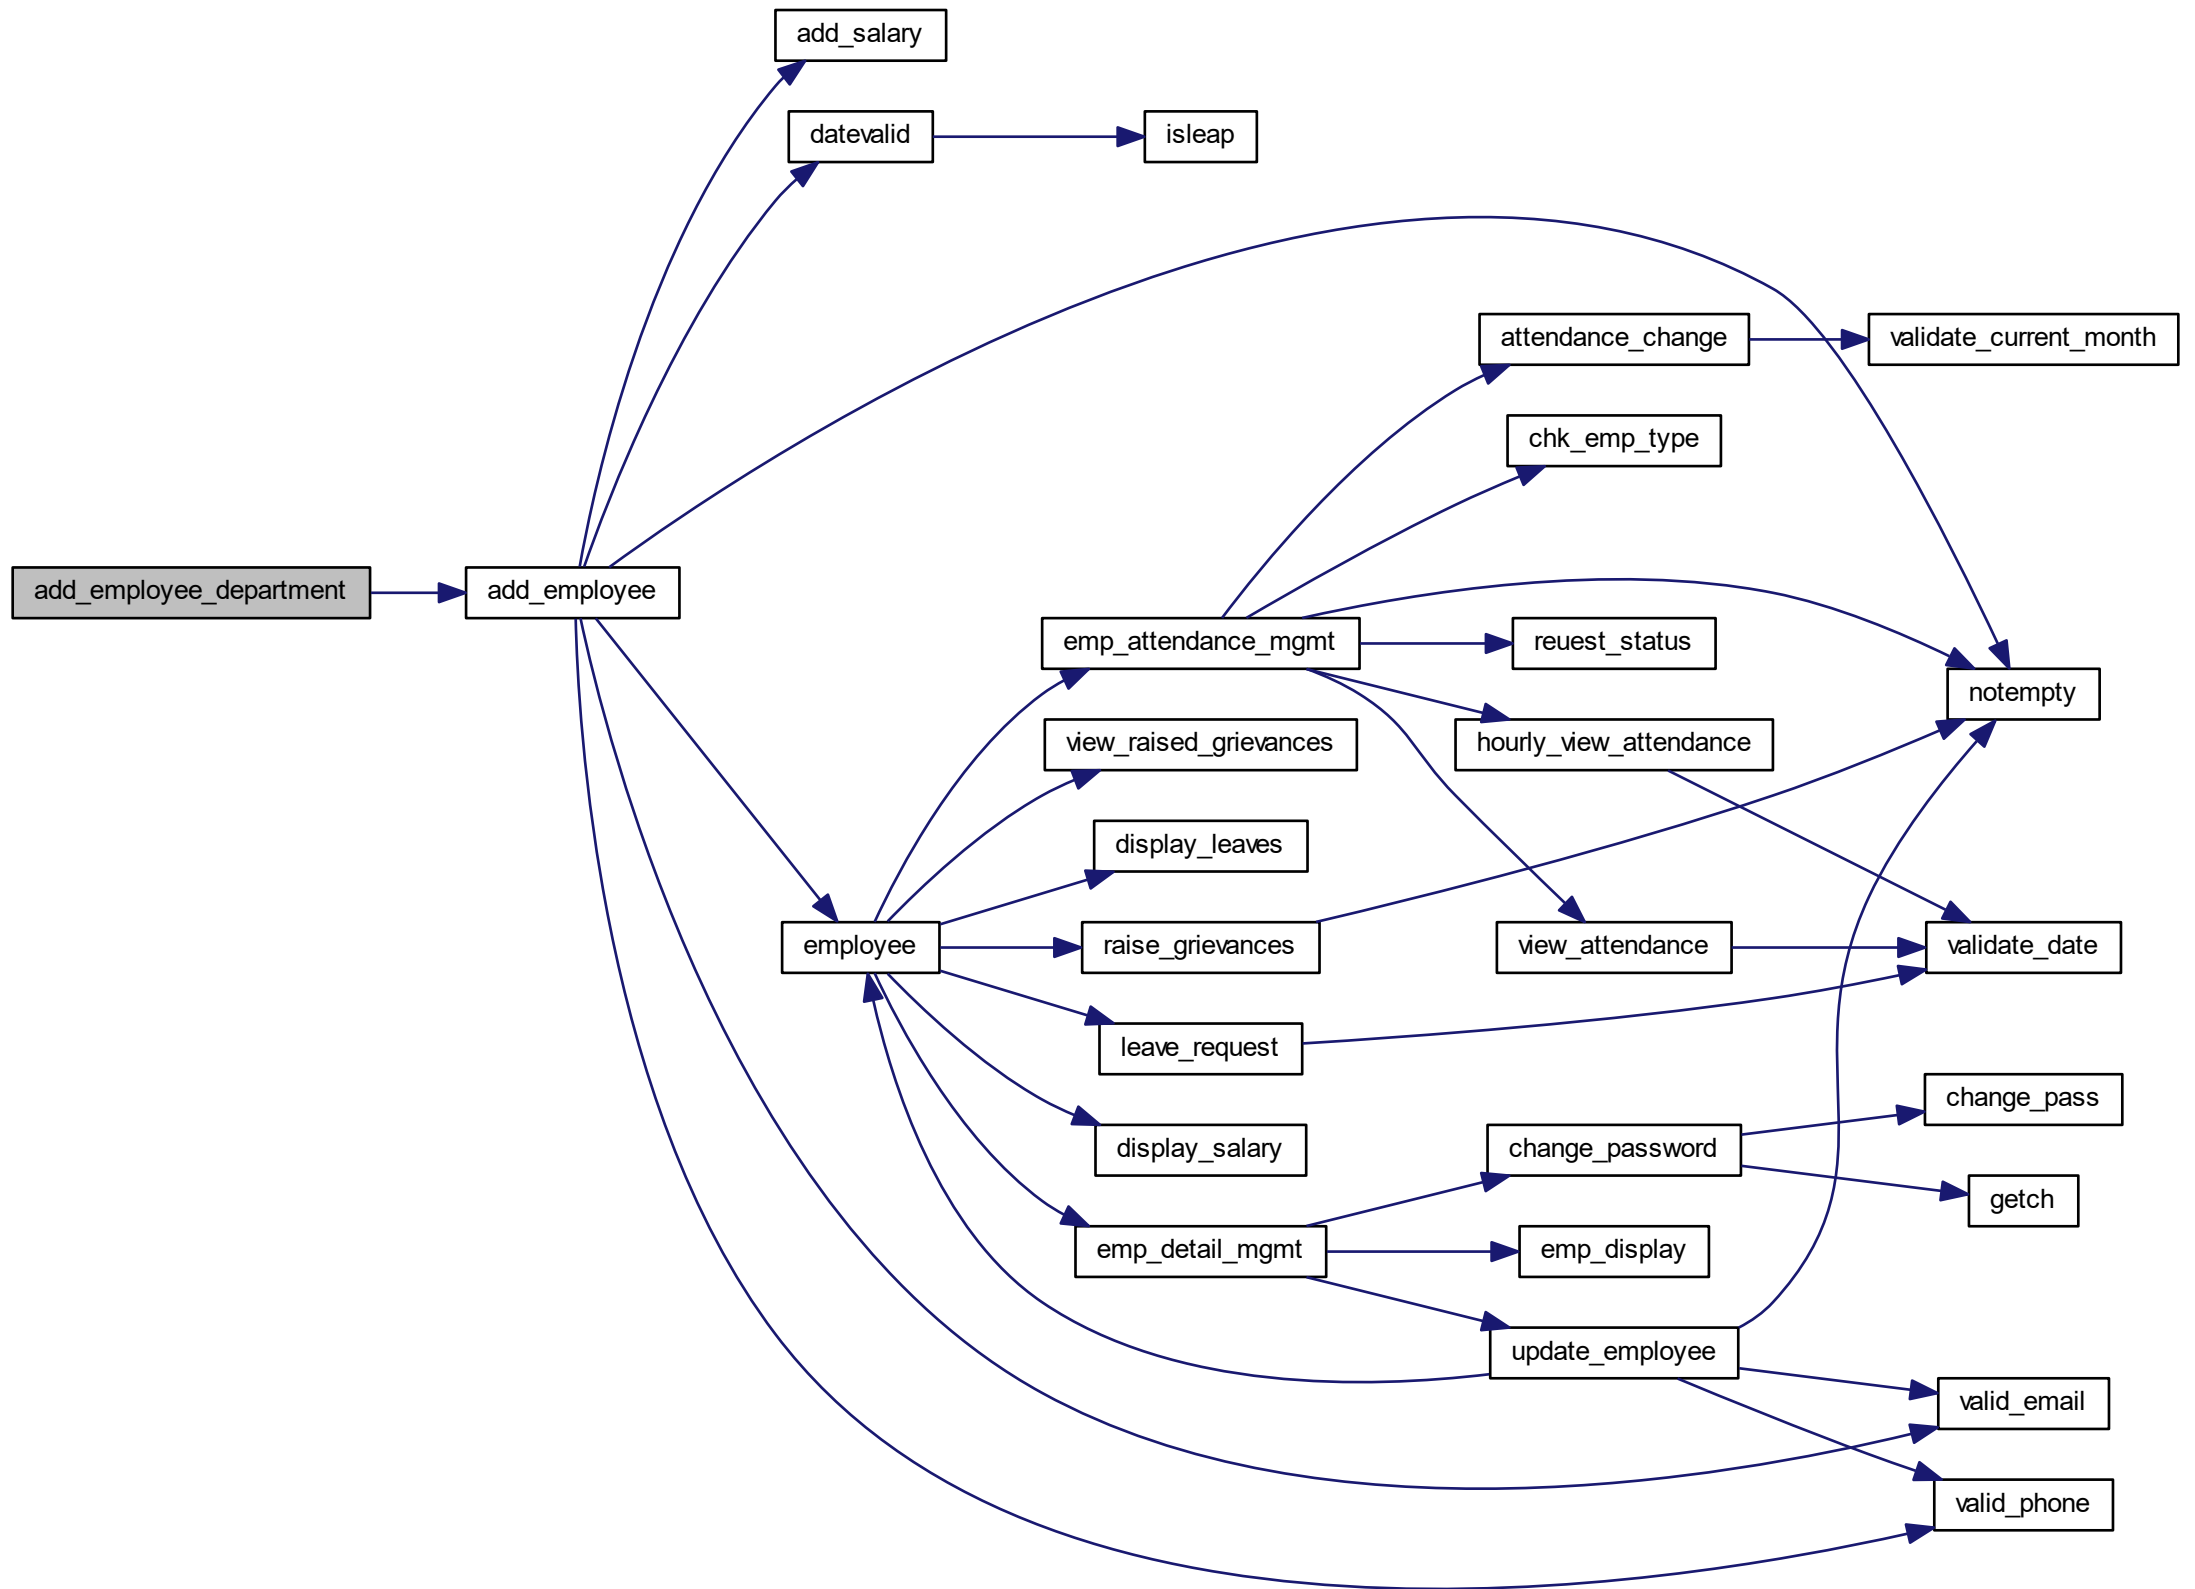 add_salary
datevalid
isleap
attendance_change
validate_current_month
chk_emp_type
add_employee_department
add_employee
emp_attendance_mgmt
reuest_status
notempty
view_raised_grievances
hourly_view_attendance
display_leaves
employee
raise_grievances
view_attendance
validate_date
leave_request
change_pass
display_salary
change_password
getch
emp_detail_mgmt
emp_display
update_employee
valid_email
valid_phone